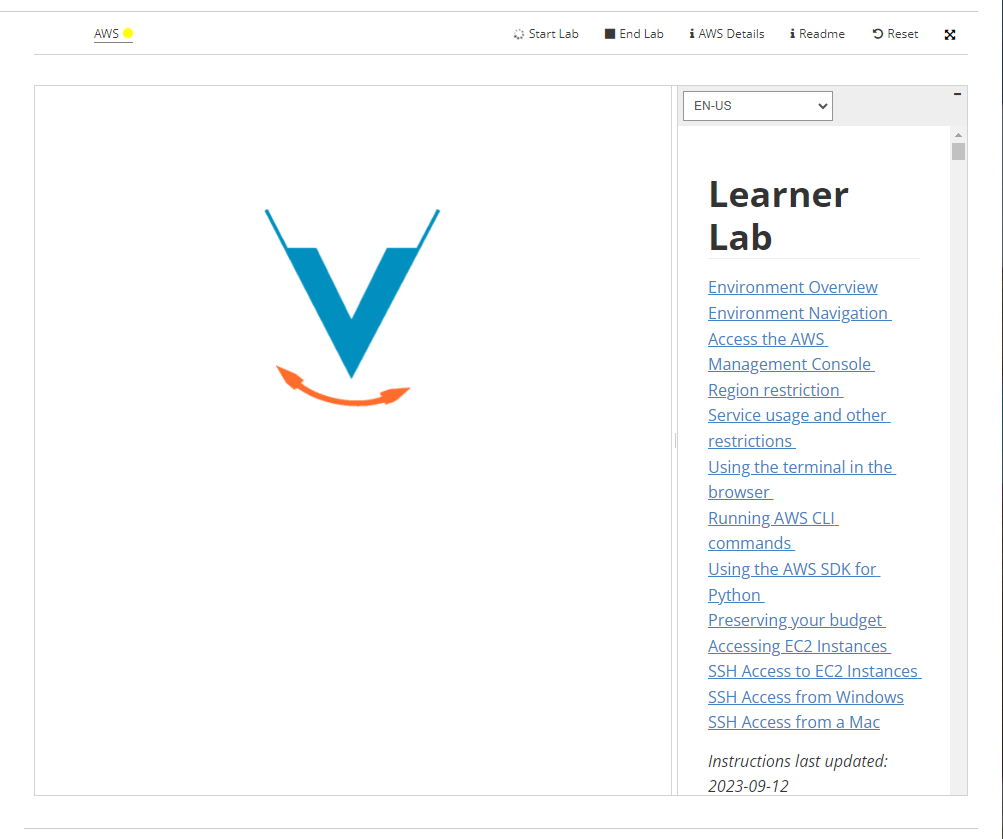 AWS
Start Lab
End Lab
AWS Details
Readme
Reset
EN-US
Learner
Lab
Environment Overview
Environment Navigation
Access the AWS
Management Console
Region restriction
Service usage and other
restrictions
Using the terminal in the
browser
Running AWS CLI
commands
Using the AWS SDK for
Python
Preserving your budget
Accessing EC2 Instances
SSH Access to EC2 Instances
SSH Access from Windows
SSH Access from a Mac
Instructions last updated:
2023-09-12